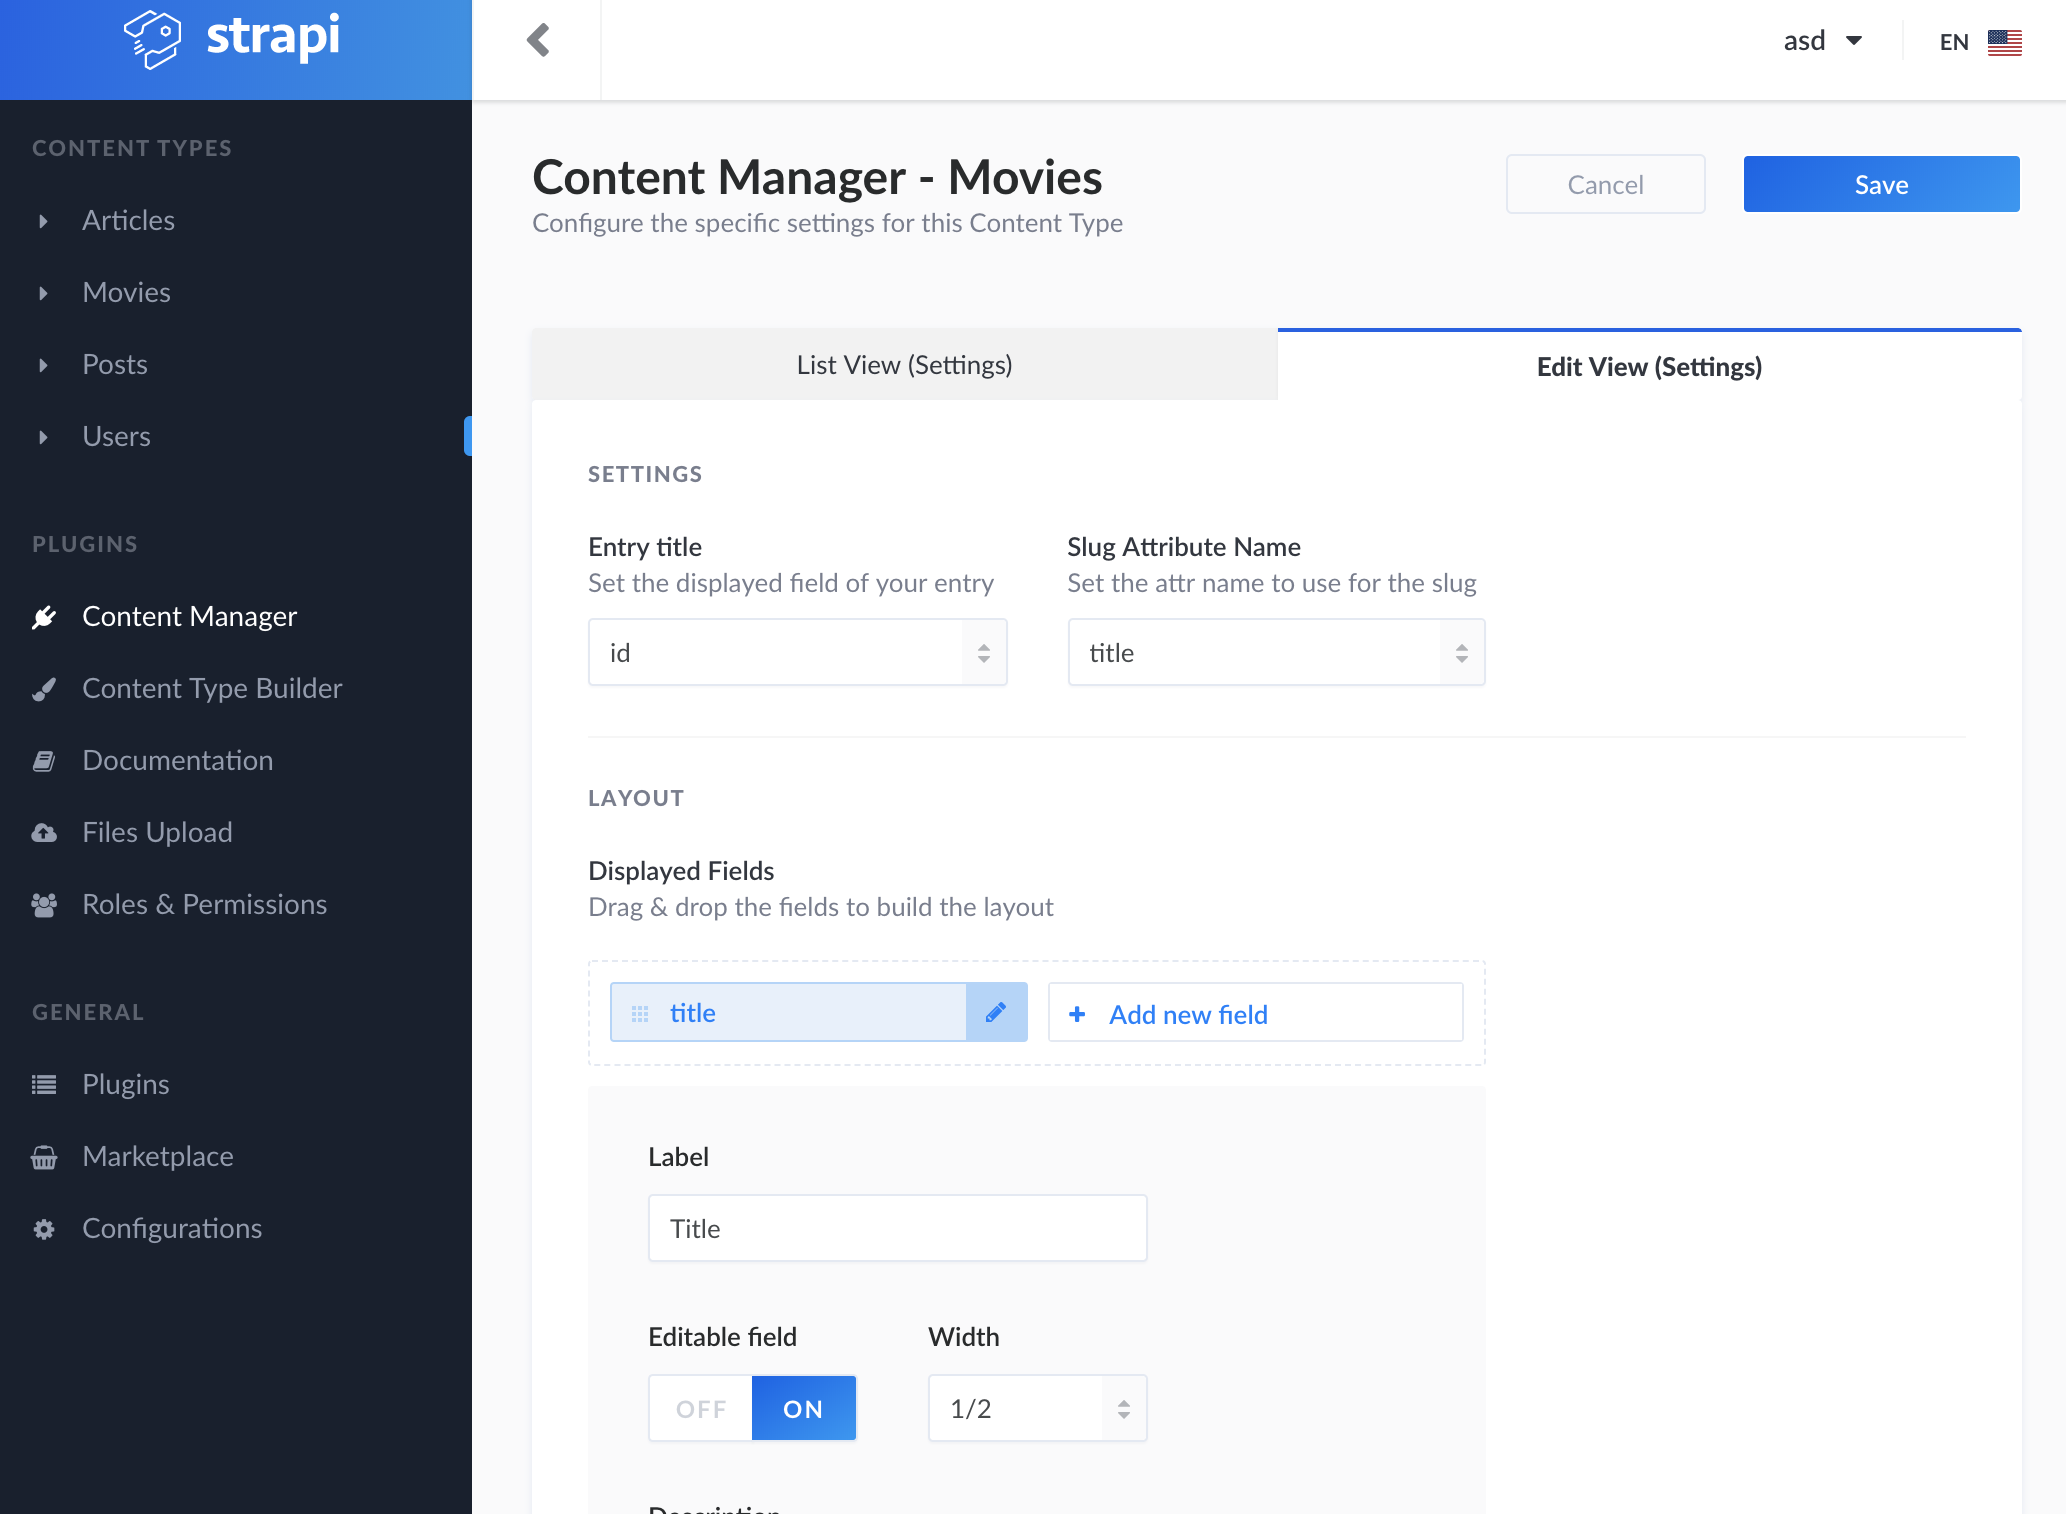 strapi
asd
EN
CONTENT TYPES
Articles
Movies
Posts
Users
PLUGINS
Content Manager
Content Type Builder
Documentation
Files Upload
Roles & Permissions
GENERAL
Plugins
Marketplace
Configurations
Content Manager - Movies
Configure the specific settings for this Content Type
Cancel
Save
List View (Settings)
Edit View (Settings)
SETTINGS
Entry title
Set the displayed field of your entry
id
Slug Attribute Name
Set the attr name to use for the slug
title
LAYOUT
Displayed Fields
Drag & drop the fields to build the layout
title
+ Add new field
Label
Title
Editable field
OFF ON
Width
1/2
Description